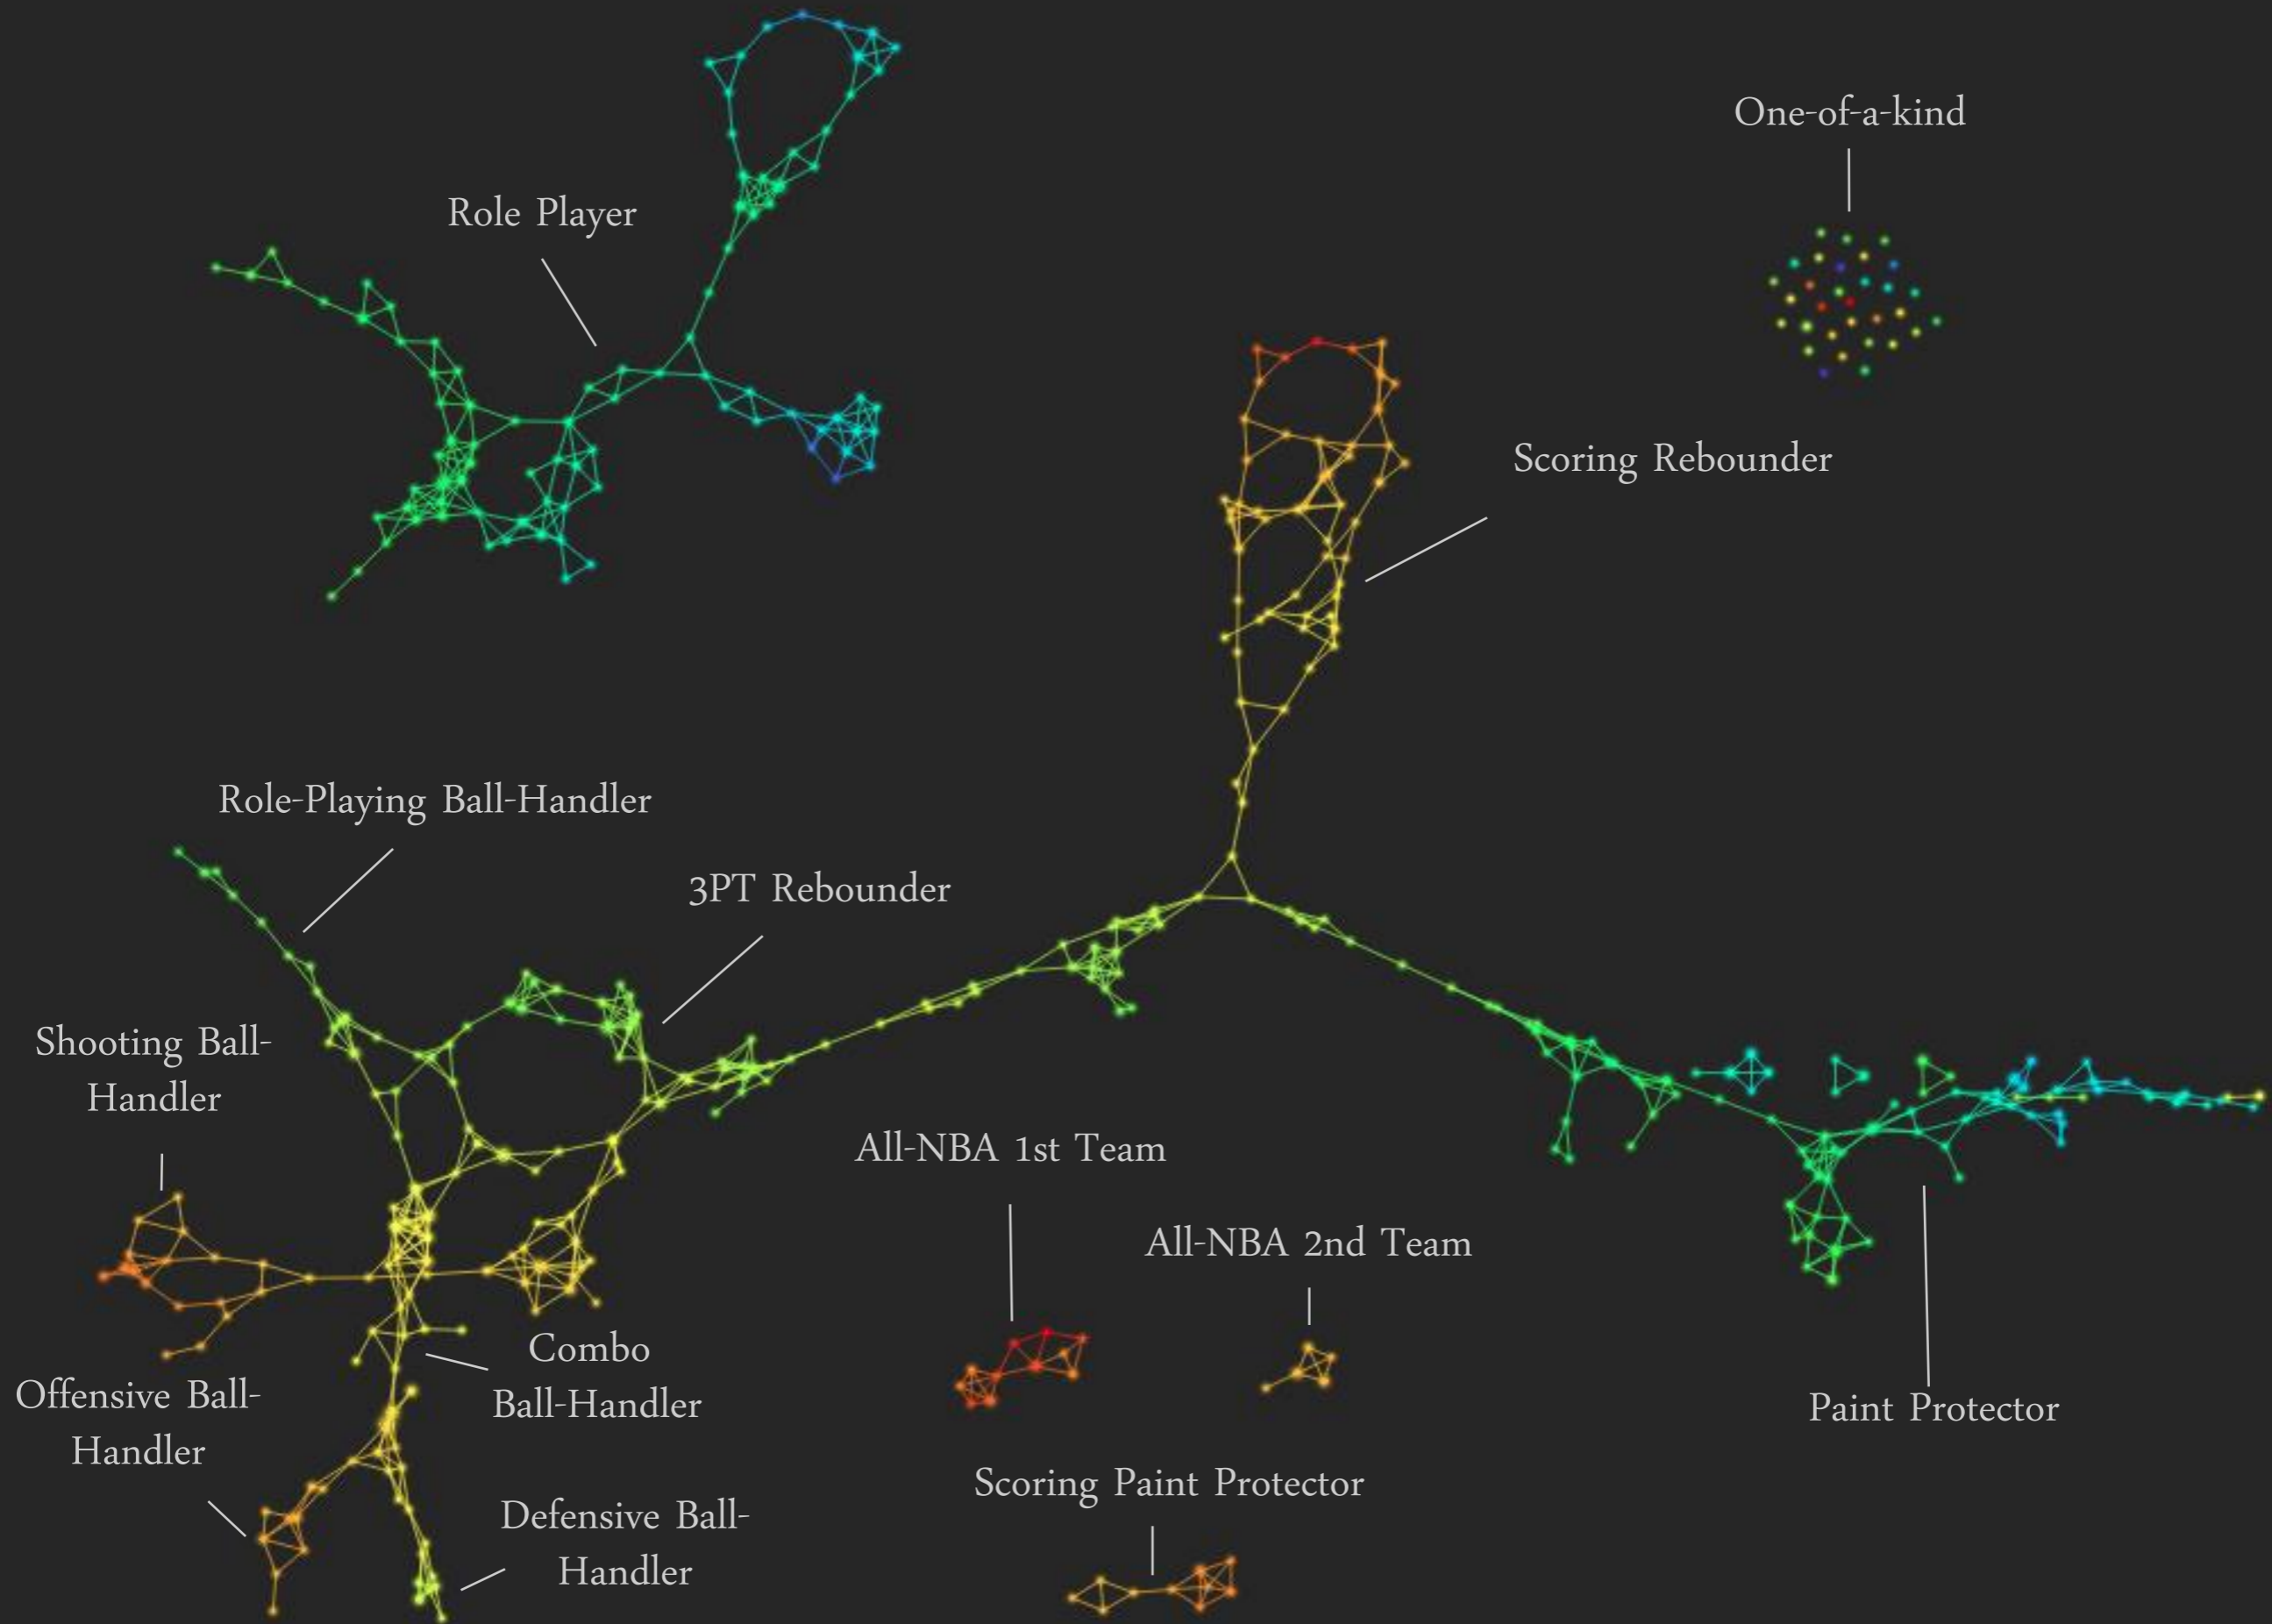 One-of-a-kind
Role Player
Scoring Rebounder
Role-Playing Ball-Handler
3PT Rebounder
Shooting Ball-
Handler
All-NBA 1st Team
All-NBA 2nd Team
Combo
Ball-Handler
Offensive Ball-
Handler
Paint Protector
Scoring Paint Protector
Defensive Ball-
Handler